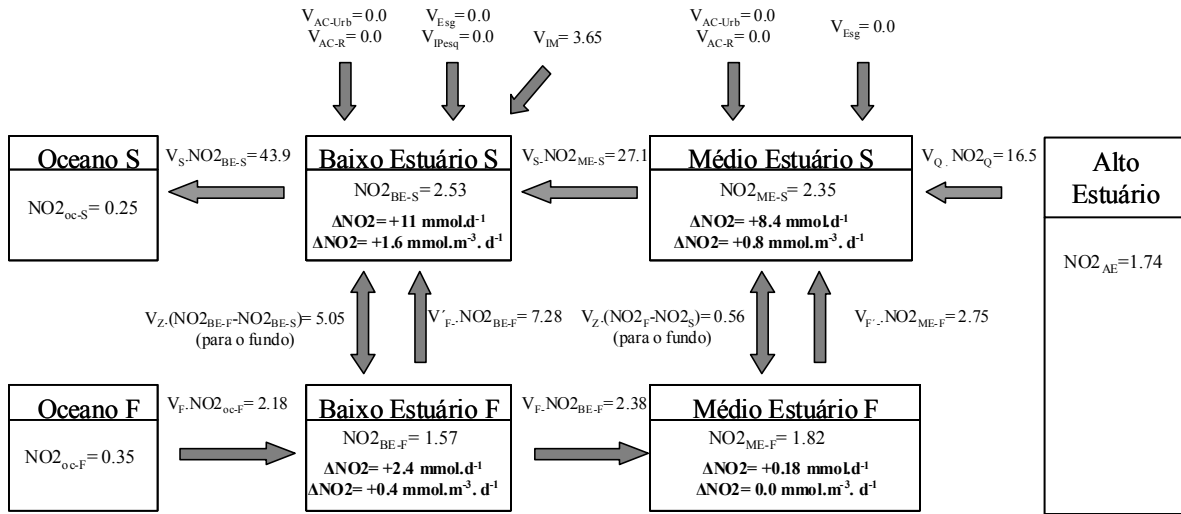 V_AC-Urb=0.0
V_AC-R=0.0
V_Esg=0.0
V_IPesq=0.0
V_IM= 3.65
V_AC-Urb=0.0
V_AC-R=0.0
V_Esg=0.0
Oceano S
NO2_oc-S = 0.25
V_S.NO2_BE-S = 43.9
Baixo Estuário S
NO2_BE-S = 2.53
ΔNO2= +11 mmol.d^-1
ΔNO2= +1.6 mmol.m^-3. d^-1
V_S-NO2_ME-S = 27.1
Médio Estuário S
NO2_ME-S = 2.35
ΔNO2= +8.4 mmol.d^-1
ΔNO2= +0.8 mmol.m^-3. d^-1
V_Q . NO2_Q = 16.5
Alto
Estuário
NO2_AE=1.74
V_Z.(NO2_BE-F-NO2_BE-S) = 5.05
(para o fundo)
V´_F-.NO2_BE-F = 7.28
V_Z.(NO2_F-NO2_S) = 0.56
(para o fundo)
V_F´-.NO2_ME-F = 2.75
Oceano F
NO2_oc-F = 0.35
V_F.NO2_oc-F = 2.18
Baixo Estuário F
NO2_BE-F = 1.57
ΔNO2= +2.4 mmol.d^-1
ΔNO2= +0.4 mmol.m^-3. d^-1
V_F-NO2_BE-F = 2.38
Médio Estuário F
NO2_ME-F = 1.82
ΔNO2= +0.18 mmol.d^-1
ΔNO2= 0.0 mmol.m^-3. d^-1